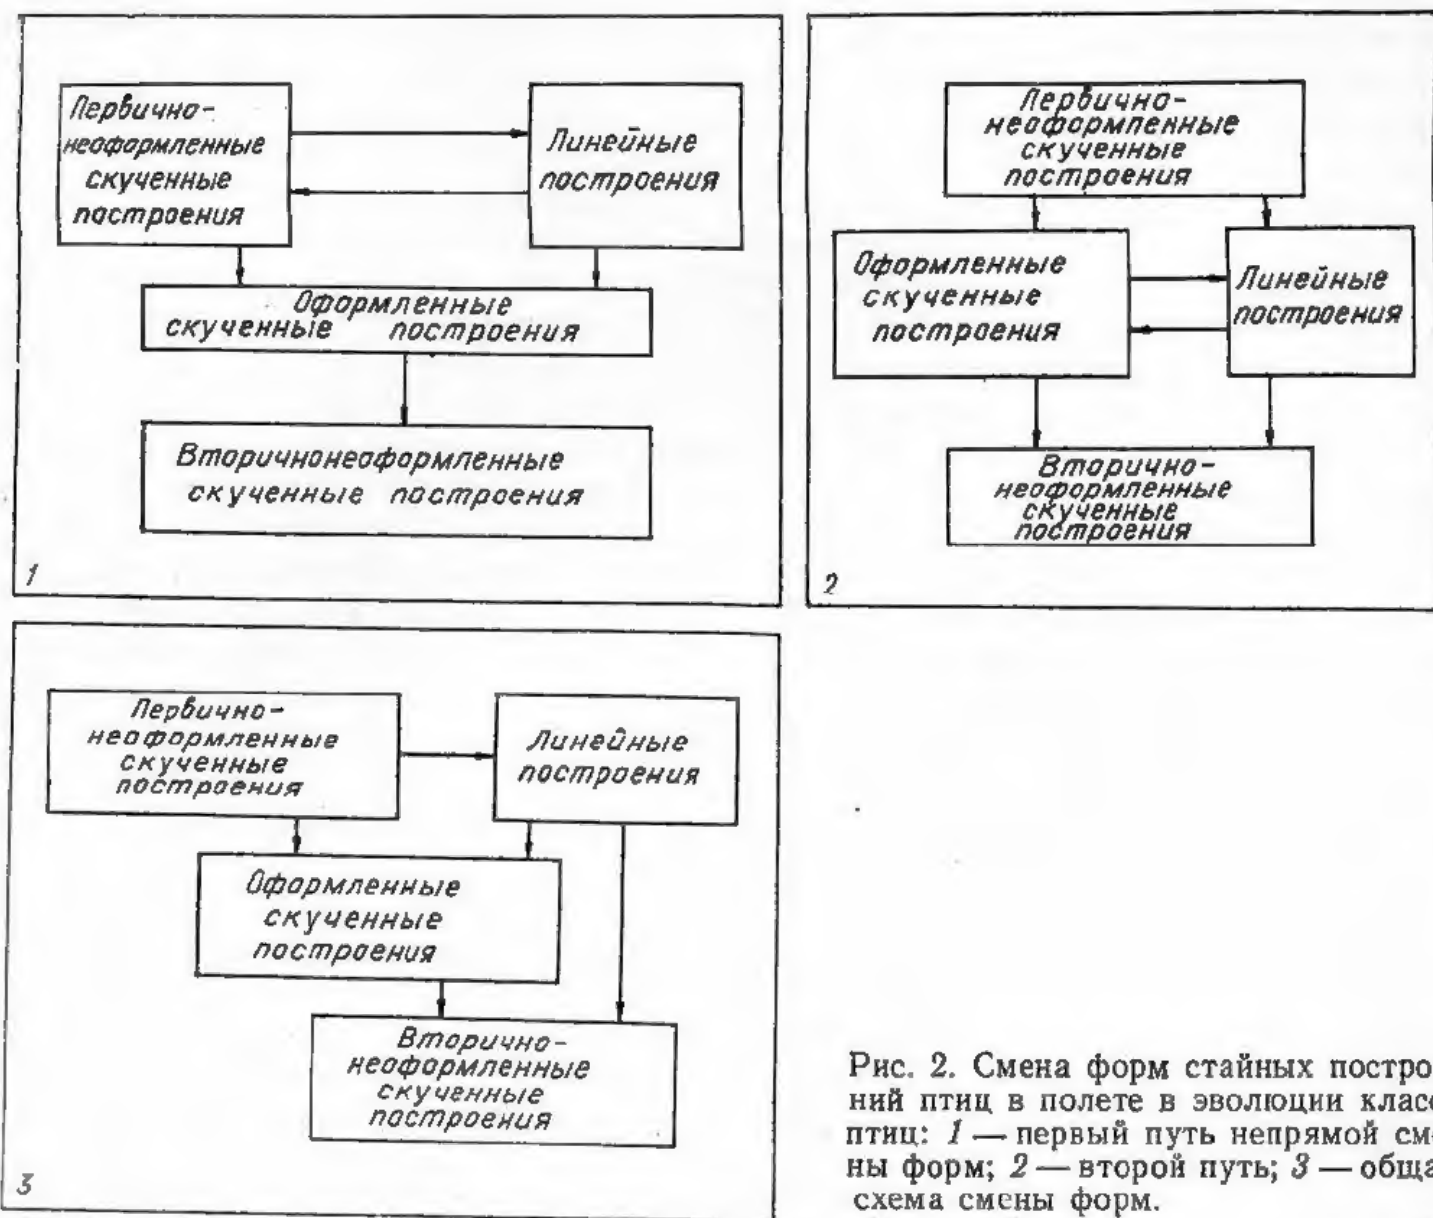 Первично-
неоформленные
скученные
построения
Линейные
построения
Оформленные
скученные построения
Вторичнонеоформленные
скученные построения
1
Первично-
неоформленные
скученные
построения
Оформленные
скученные
построения
Линейные
построения
Вторично-
неоформленные
скученные
построения
2
Первично-
неоформленные
скученные
построения
Линейные
построения
Оформленные
скученные
построения
Вторично-
неоформленные
скученные
построения
3
Рис. 2. Смена форм стайных постро
ний птиц в полете в эволюции клас
птиц: 1 — первый путь непрямой см
ны форм; 2 — второй путь; 3 — обща
схема смены форм.